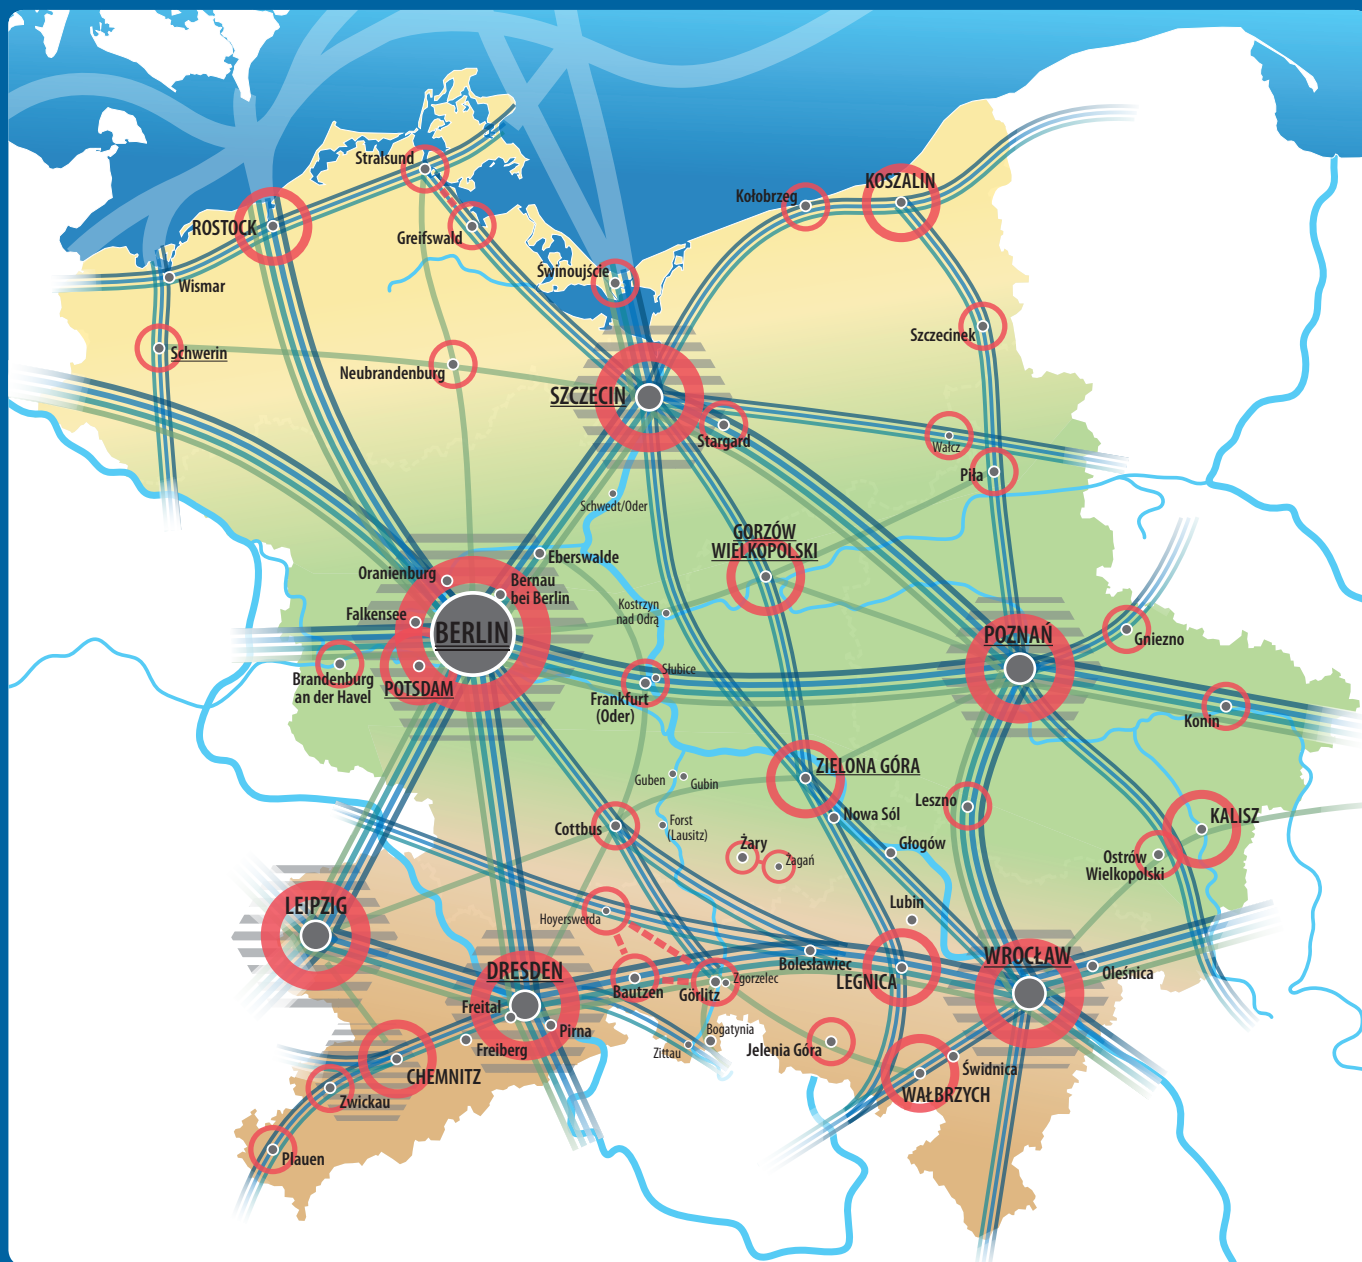 Stralsund
ROSTOCK
Greifswald
Wismar
Schwerin
Neubrandenburg
Świnoujście
Kołobrzeg
KOSZALIN
Szczecinek
SZCZECIN
Stargard
Wałcz
Piła
Schwedt/Oder
GORZÓW
WIELKOPOLSKI
Eberswalde
Oranienburg
Bernau
bei Berlin
Falkensee
BERLIN
Kostrzyn
nad Odrą
POZNAŃ
Gniezno
Brandenburg
an der Havel
POTSDAM
Słubice
Frankfurt
(Oder)
Konin
ZIELONA GÓRA
Guben
Gubin
Nowa Sól
Leszno
KALISZ
Cottbus
Forst
(Lausitz)
Żary
Żagań
Głogów
Ostrów
Wielkopolski
LEIPZIG
Hoyerswerda
Lubin
DRESDEN
Bautzen
Görlitz
Zgorzelec
Bolesławiec
LEGNICA
WROCŁAW
Oleśnica
Freital
Pirna
Freiberg
Zittau
Bogatynia
Jelenia Góra
Świdnica
WAŁBRZYCH
CHEMNITZ
Zwickau
Plauen